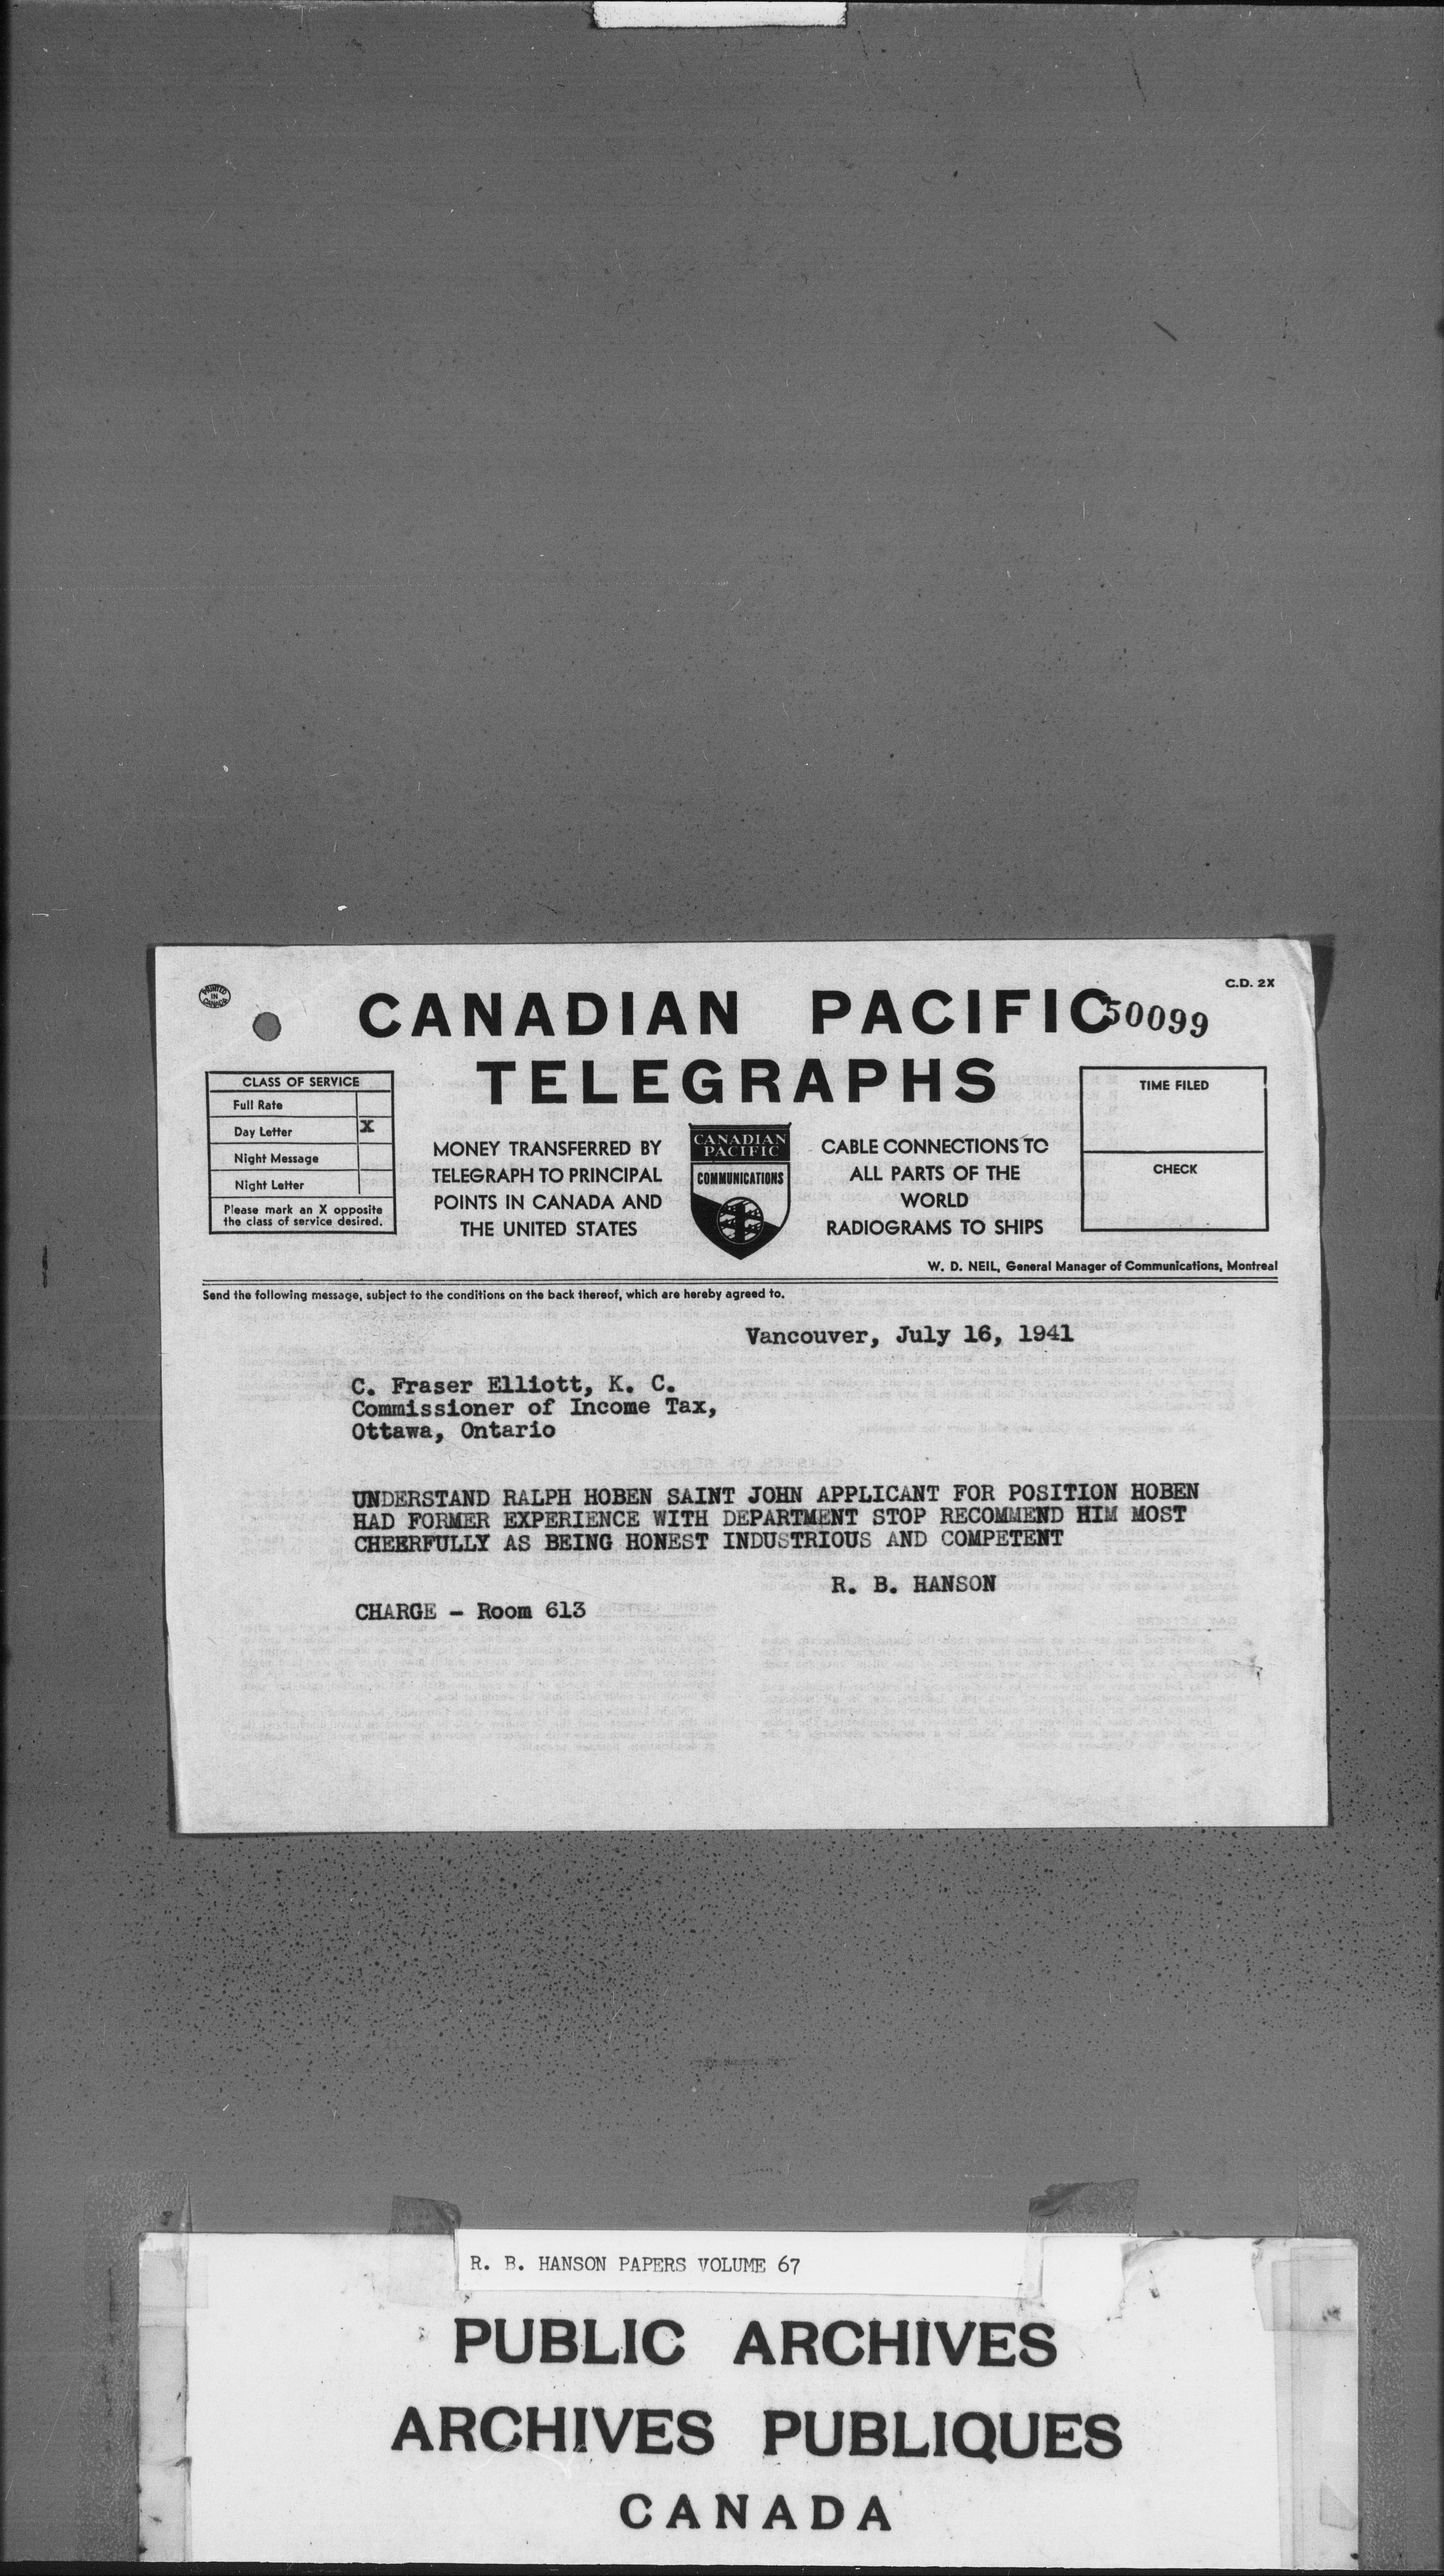 PRINTED
IN
CANADA
C.D. 2X
CANADIAN PACIFIC
50099
TELEGRAPHS
CLASS OF SERVICE
Full Rate
Day Letter X
Night Message
Night Letter
Please mark an X opposite
the class of service desired.
MONEY TRANSFERRED BY
TELEGRAPH TO PRINCIPAL
POINTS IN CANADA AND
THE UNITED STATES
CANADIAN
PACIFIC
COMMUNICATIONS
CABLE CONNECTIONS TO
ALL PARTS OF THE
WORLD
RADIOGRAMS TO SHIPS
TIME FILED
CHECK
W. D. NEIL, General Manager of Communications, Montreal
Send the following message, subject to the conditions on the back thereof, which are hereby agreed to.
Vancouver, July 16, 1941
C. Fraser Elliott, K. C.
Commissioner of Income Tax,
Ottawa, Ontario
UNDERSTAND RALPH HOBEN SAINT JOHN APPLICANT FOR POSITION HOBEN
HAD FORMER EXPERIENCE WITH DEPARTMENT STOP RECOMMEND HIM MOST
CHEERFULLY AS BEING HONEST INDUSTRIOUS AND COMPETENT
R. B. HANSON
CHARGE - Room 613
R. B. HANSON PAPERS VOLUME 67
PUBLIC ARCHIVES
ARCHIVES PUBLIQUES
CANADA